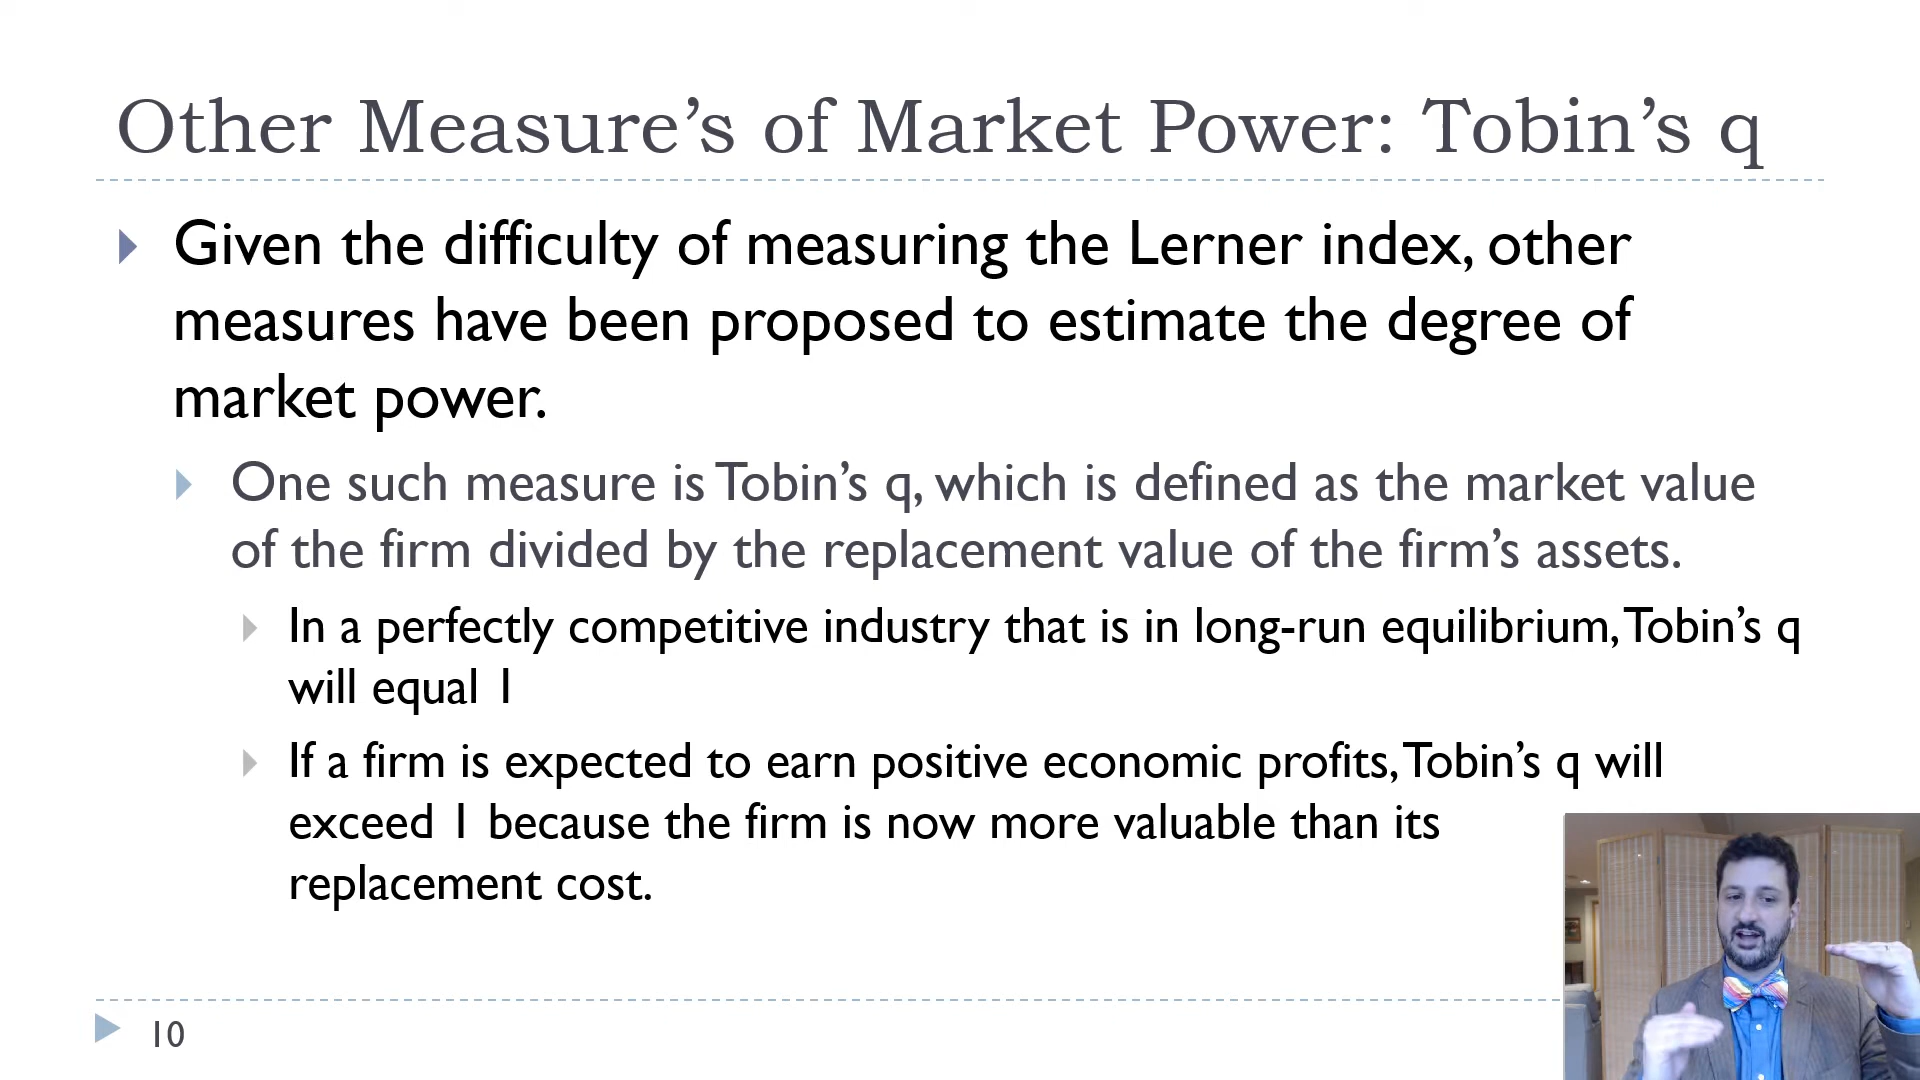 Other Measure’s of Market Power: Tobin’s q
Given the difficulty of measuring the Lerner index, other
measures have been proposed to estimate the degree of
market power.
One such measure is Tobin’s q, which is defined as the market value
of the firm divided by the replacement value of the firm’s assets.
In a perfectly competitive industry that is in long-run equilibrium, Tobin’s q
will equal 1
If a firm is expected to earn positive economic profits, Tobin’s q will
exceed 1 because the firm is now more valuable than its
replacement cost.
10